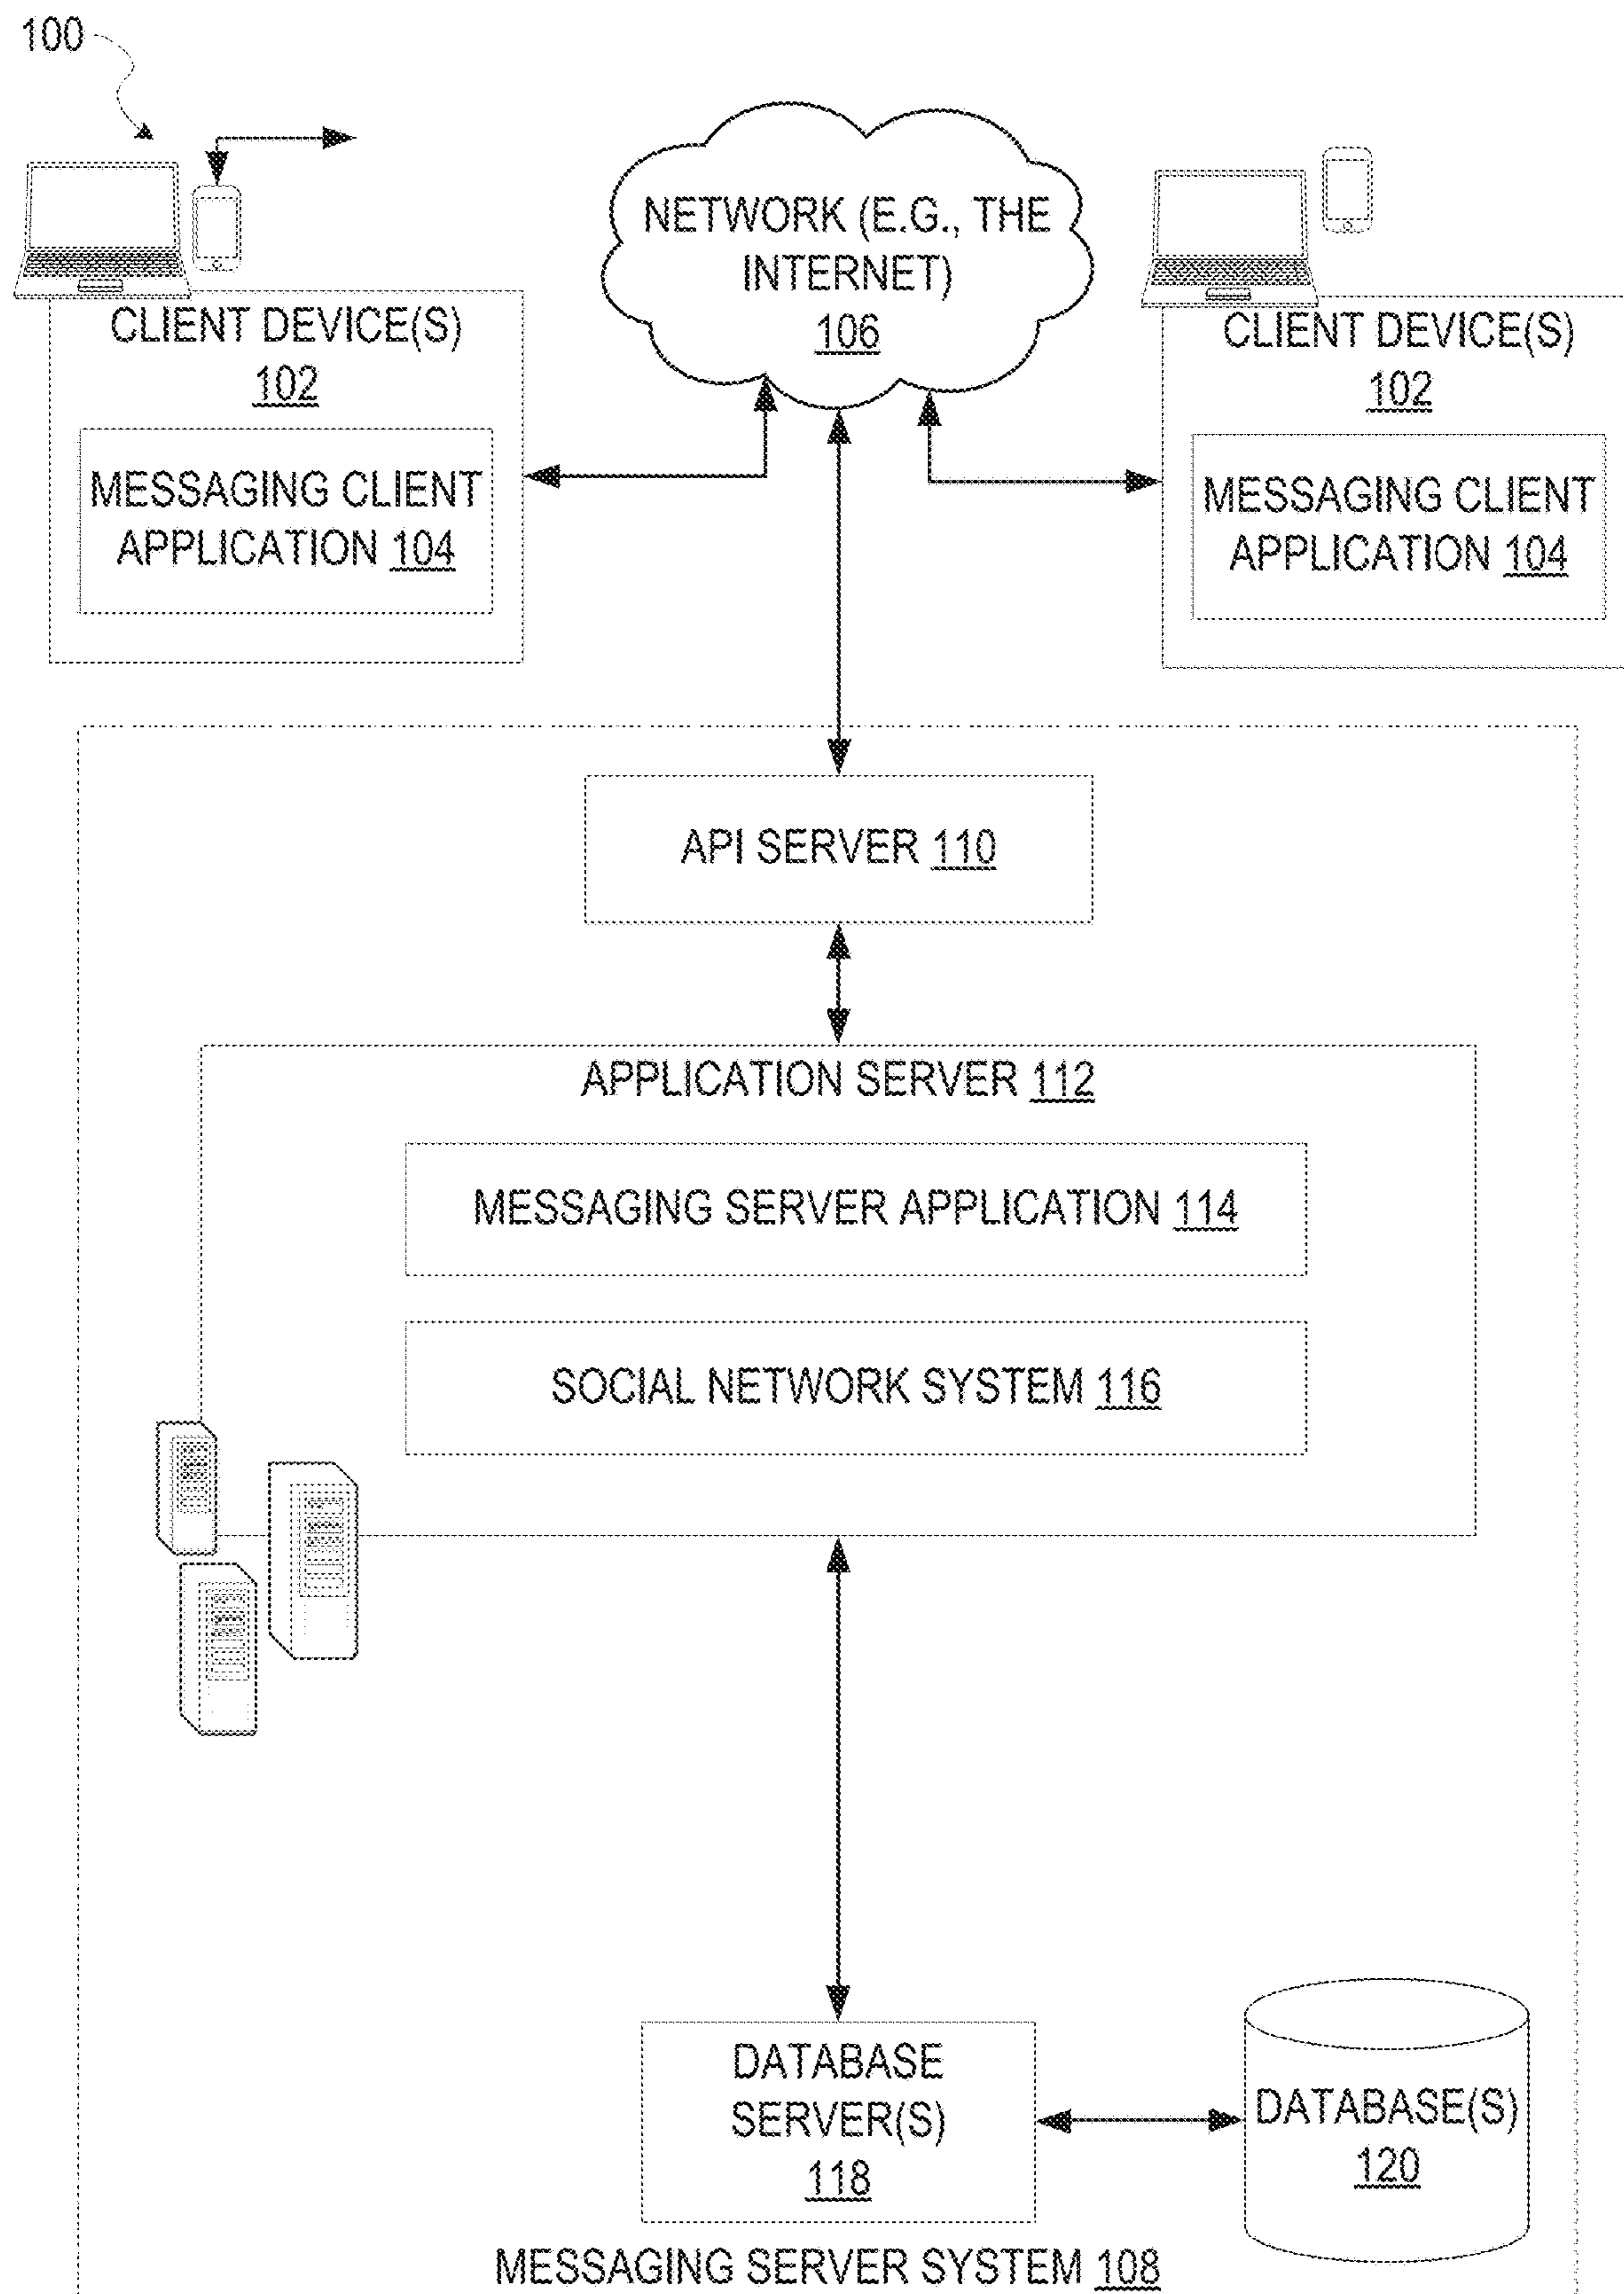 100
NETWORK (E.G., THE
INTERNET)
106
CLIENT DEVICE(S)
102
MESSAGING CLIENT
APPLICATION 104
CLIENT DEVICE(S)
102
MESSAGING CLIENT
APPLICATION 104
API SERVER 110
APPLICATION SERVER 112
MESSAGING SERVER APPLICATION 114
SOCIAL NETWORK SYSTEM 116
DATABASE
SERVER(S)
118
DATABASE(S)
120
MESSAGING SERVER SYSTEM 108